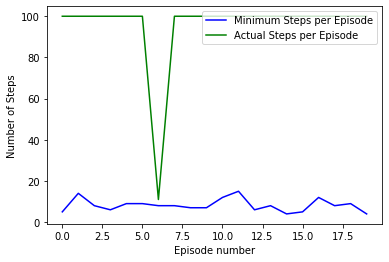 100
80
60
40
20
0
Number of Steps
Minimum Steps per Episode
Actual Steps per Episode
0.0 2.5 5.0 7.5 10.0 12.5 15.0 17.5
Episode number